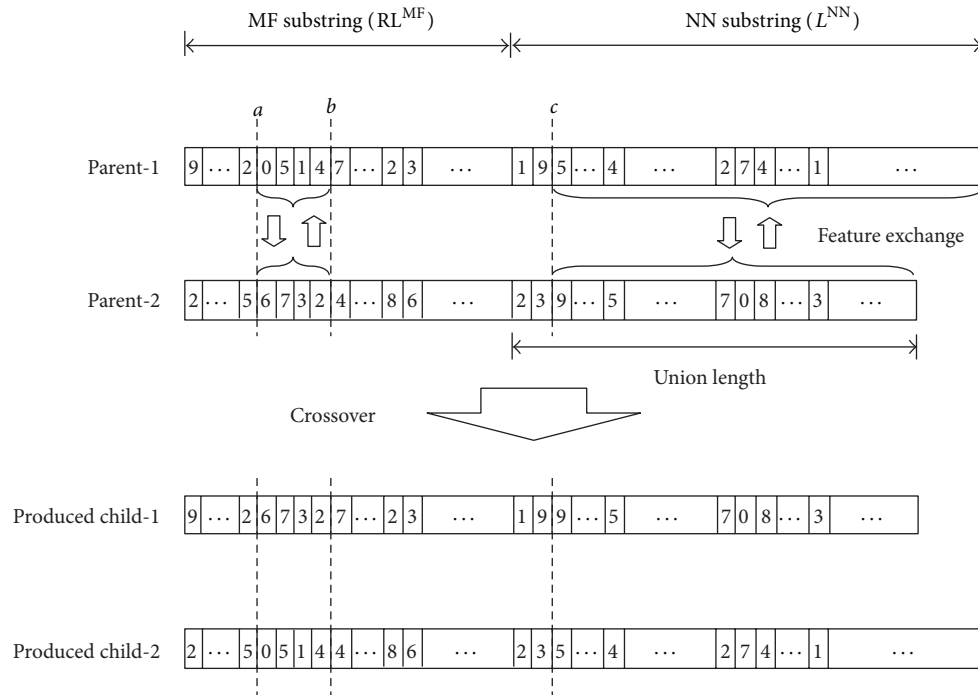 MF substring (RL^MF) NN substring (L^NN)
a b c
Parent-1 9 ⋯ 2 0 5 1 4 7 ⋯ 2 3 ⋯ 1 9 5 ⋯ 4 ⋯ 2 7 4 ⋯ 1 ⋯
Feature exchange
Parent-2 2 ⋯ 5 6 7 3 2 4 ⋯ 8 6 ⋯ 2 3 9 ⋯ 5 ⋯ 7 0 8 ⋯ 3 ⋯
Union length
Crossover
Produced child-1 9 ⋯ 2 6 7 3 2 7 ⋯ 2 3 ⋯ 1 9 9 ⋯ 5 ⋯ 7 0 8 ⋯ 3 ⋯
Produced child-2 2 ⋯ 5 0 5 1 4 4 ⋯ 8 6 ⋯ 2 3 5 ⋯ 4 ⋯ 2 7 4 ⋯ 1 ⋯